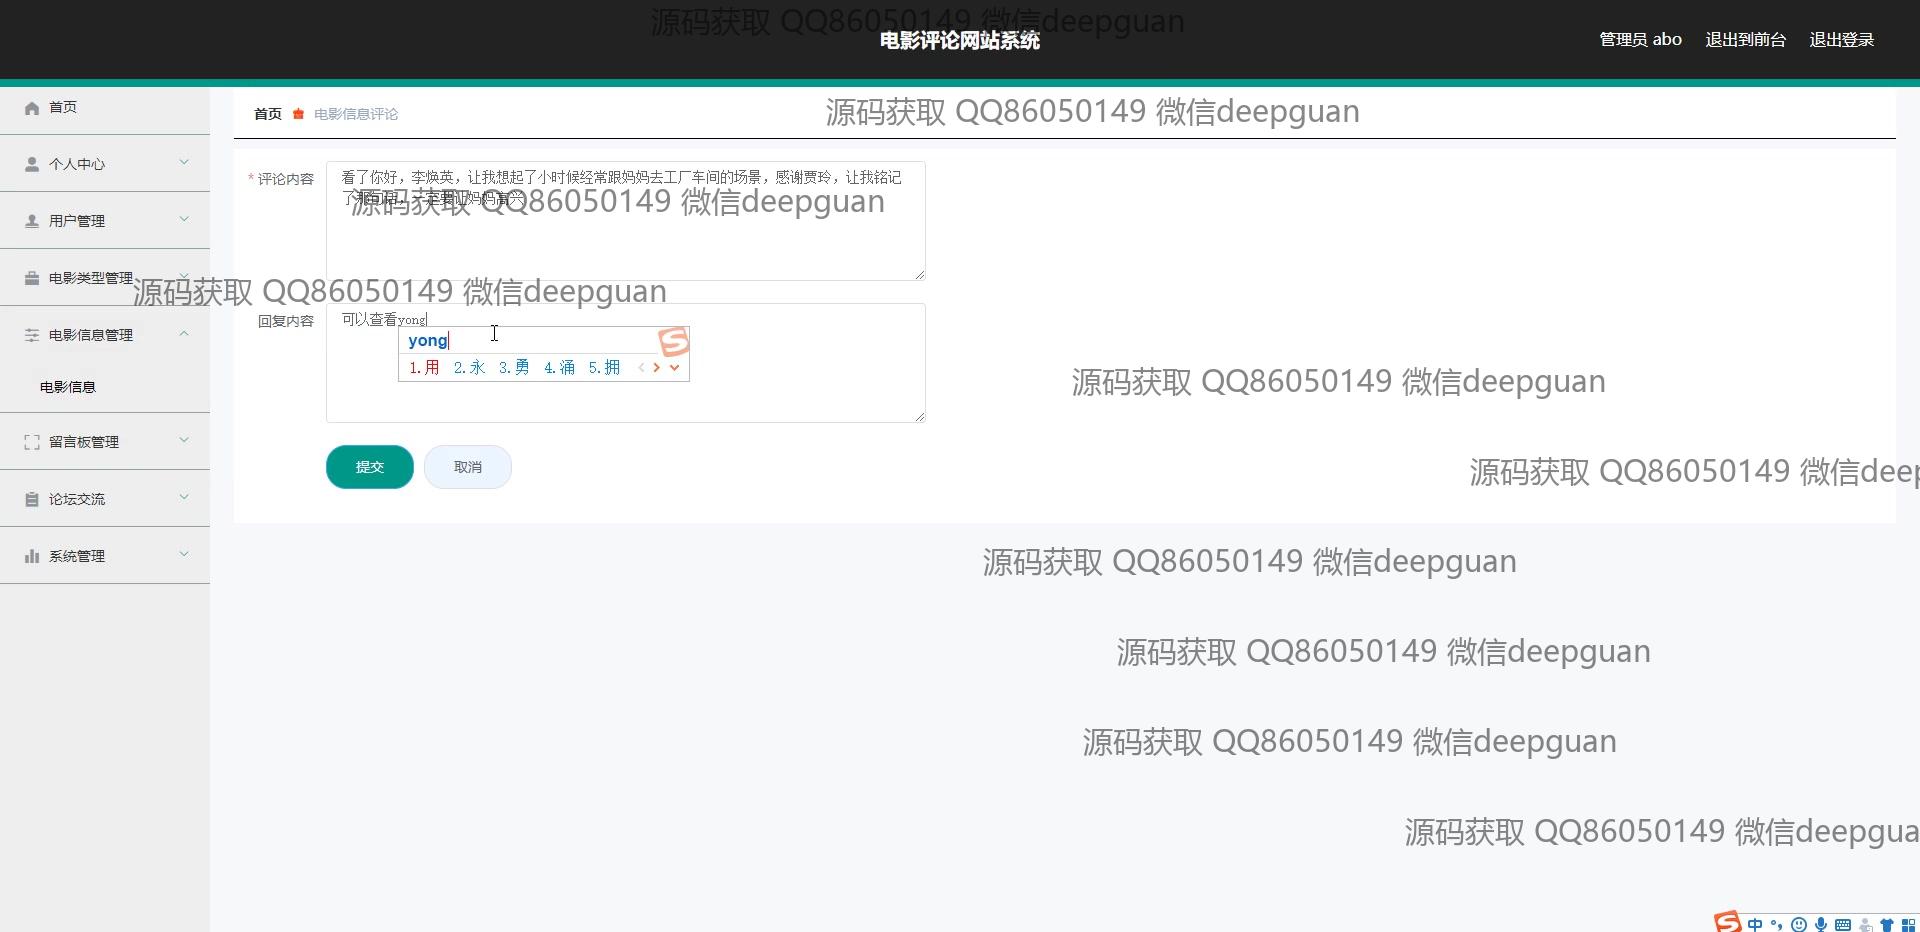 源码获取 QQ86050149 微信deepguan
电影评论网站系统
管理员 abo 退出到前台 退出登录
首页
个人中心
用户管理
电影类型管理
电影信息管理
电影信息
留言板管理
论坛交流
系统管理
首页 电影信息评论
源码获取 QQ86050149 微信deepguan
* 评论内容
看了你好，李焕英，让我想起了小时候经常跟妈妈去工厂车间的场景，感谢贾玲，让我铭记
了那句话，一定要让妈妈高兴
源码获取 QQ86050149 微信deepguan
源码获取 QQ86050149 微信deepguan
回复内容
可以查看yong
yong
1.用 2.永 3.勇 4.涌 5.拥
源码获取 QQ86050149 微信deepguan
提交 取消
源码获取 QQ86050149 微信deep
源码获取 QQ86050149 微信deepguan
源码获取 QQ86050149 微信deepguan
源码获取 QQ86050149 微信deepguan
源码获取 QQ86050149 微信deepgua
中